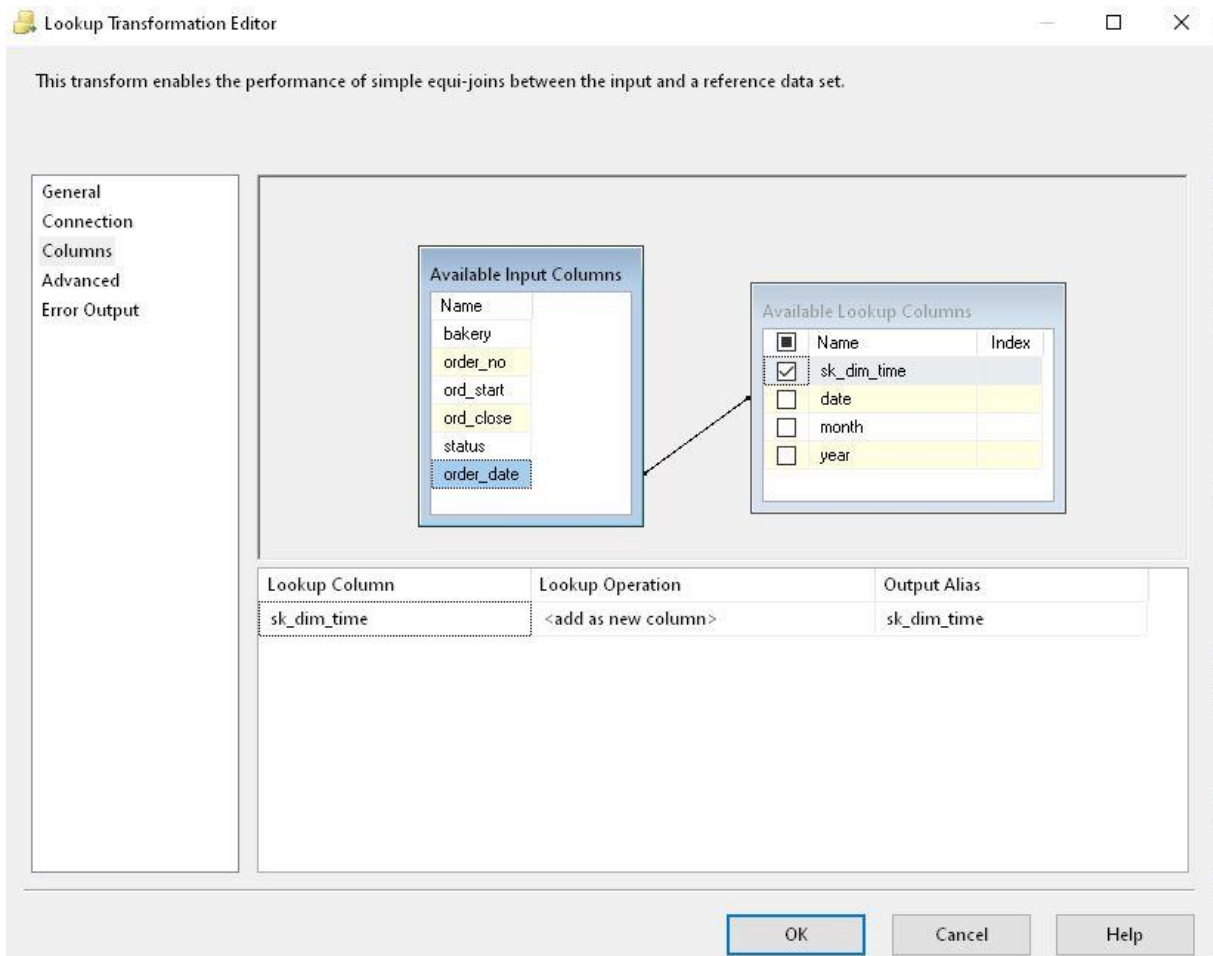 Lookup Transformation Editor
This transform enables the performance of simple equi-joins between the input and a reference data set.
General
Connection
Columns
Advanced
Error Output
Available Input Columns
Name
bakery
order_no
ord_start
ord_close
status
order_date
Available Lookup Columns
Name Index
sk_dim_time
date
month
year
Lookup Column Lookup Operation Output Alias
sk_dim_time <add as new column> sk_dim_time
OK Cancel Help